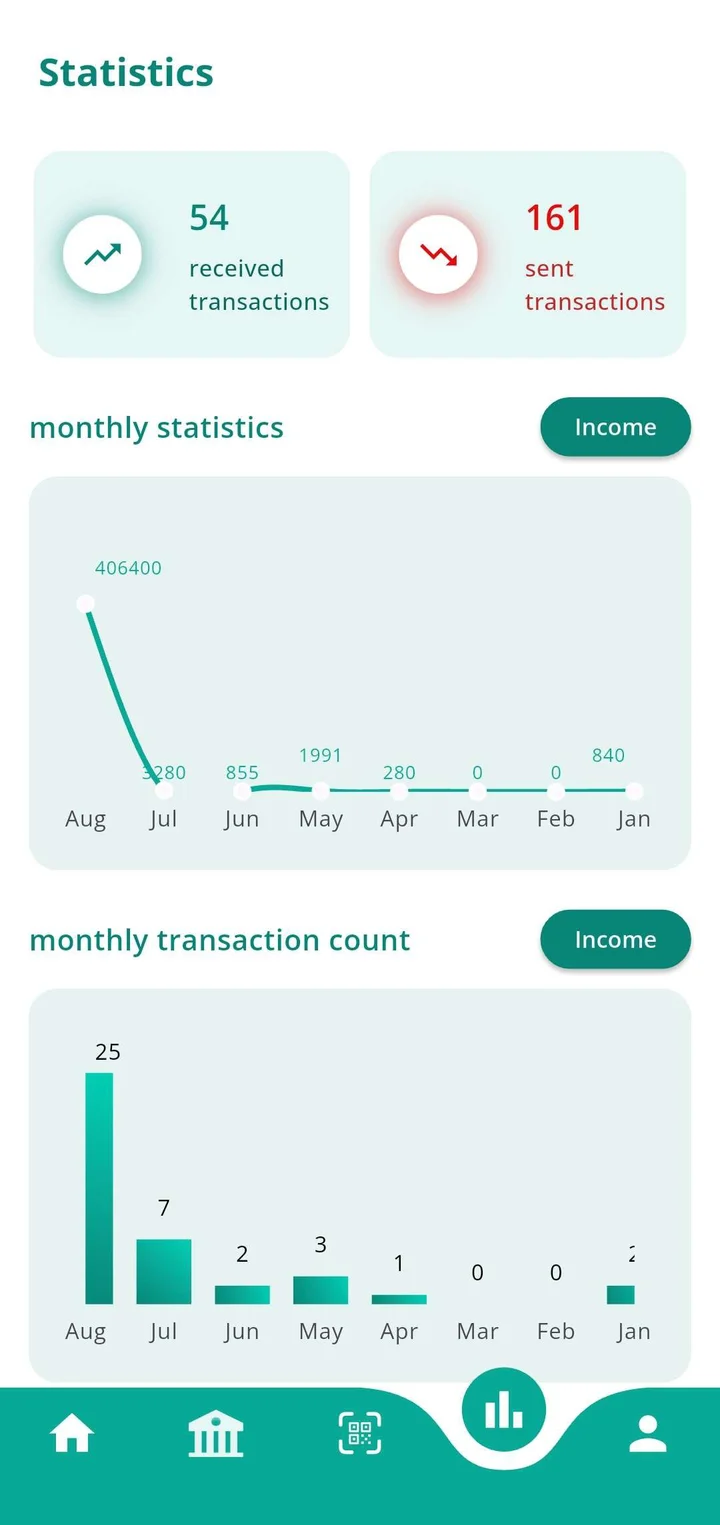 Statistics
54
received
transactions
161
sent
transactions
monthly statistics
Income
406400
3280
855
1991
280
0
0
840
Aug Jul Jun May Apr Mar Feb Jan
monthly transaction count
Income
25
7
2
3
1
0
0
2
Aug Jul Jun May Apr Mar Feb Jan